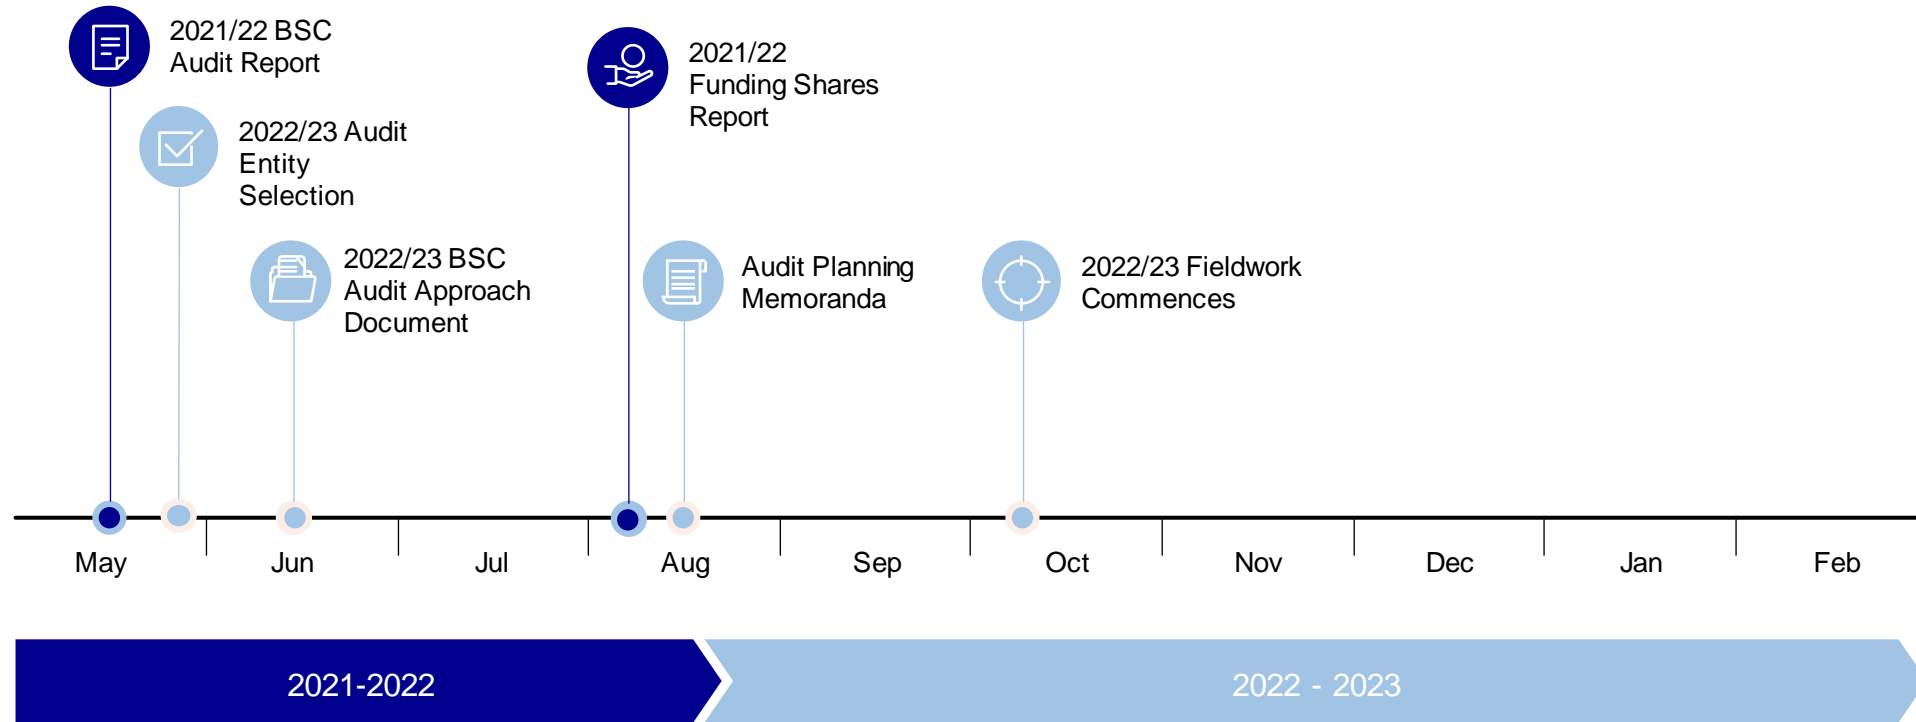 2021/22 BSC
Audit Report
2022/23 Audit
Entity
Selection
2022/23 BSC
Audit Approach
Document
2021/22
Funding Shares
Report
Audit Planning
Memoranda
2022/23 Fieldwork
Commences
May
Jun
Jul
Aug
Sep
Oct
Nov
Dec
Jan
Feb
2021-2022
2022 - 2023